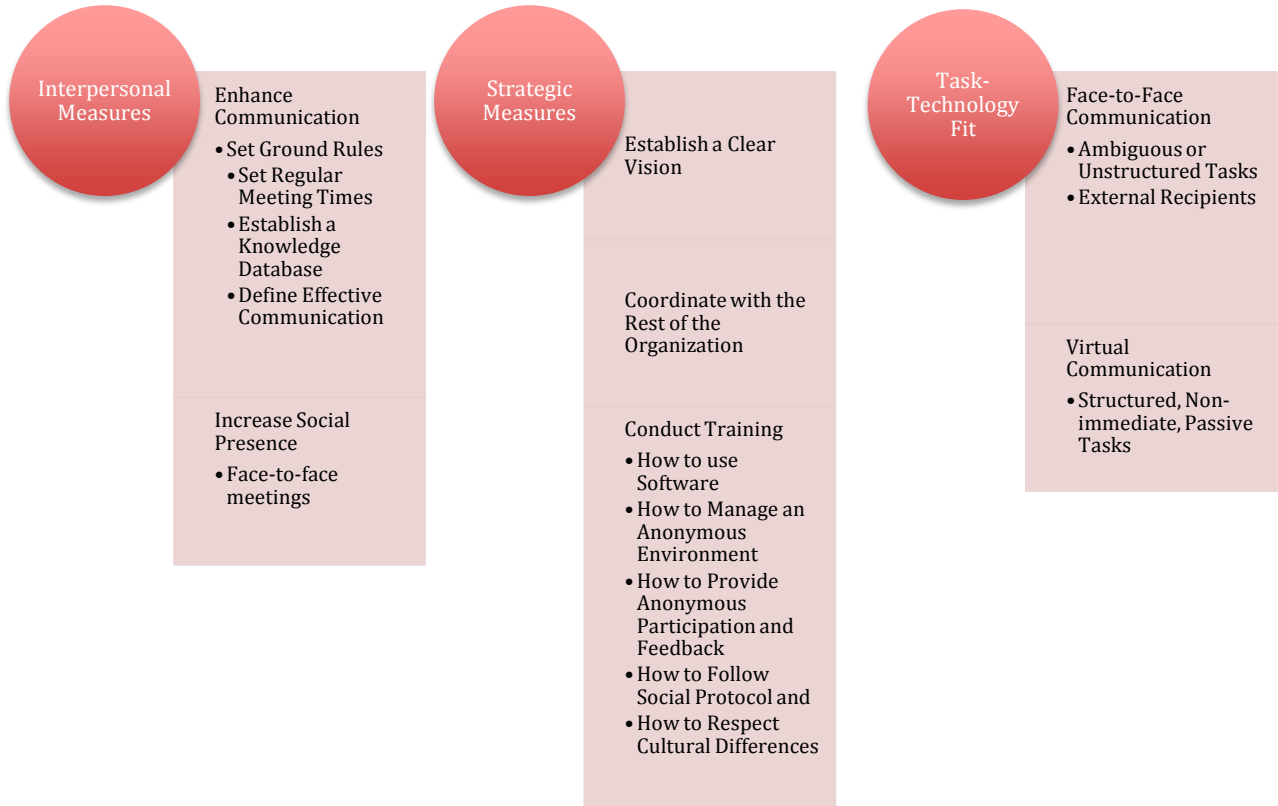 Interpersonal
Measures
Enhance
Communication
•Set Ground Rules
•Set Regular
Meeting Times
•Establish a
Knowledge
Database
•Define Effective
Communication
Increase Social
Presence
•Face-to-face
meetings
Strategic
Measures
Establish a Clear
Vision
Coordinate with the
Rest of the
Organization
Conduct Training
•How to use
Software
•How to Manage an
Anonymous
Environment
•How to Provide
Anonymous
Participation and
Feedback
•How to Follow
Social Protocol and
•How to Respect
Cultural Differences
Task-
Technology
Fit
Face-to-Face
Communication
•Ambiguous or
Unstructured Tasks
•External Recipients
Virtual
Communication
•Structured, Non-
immediate, Passive
Tasks